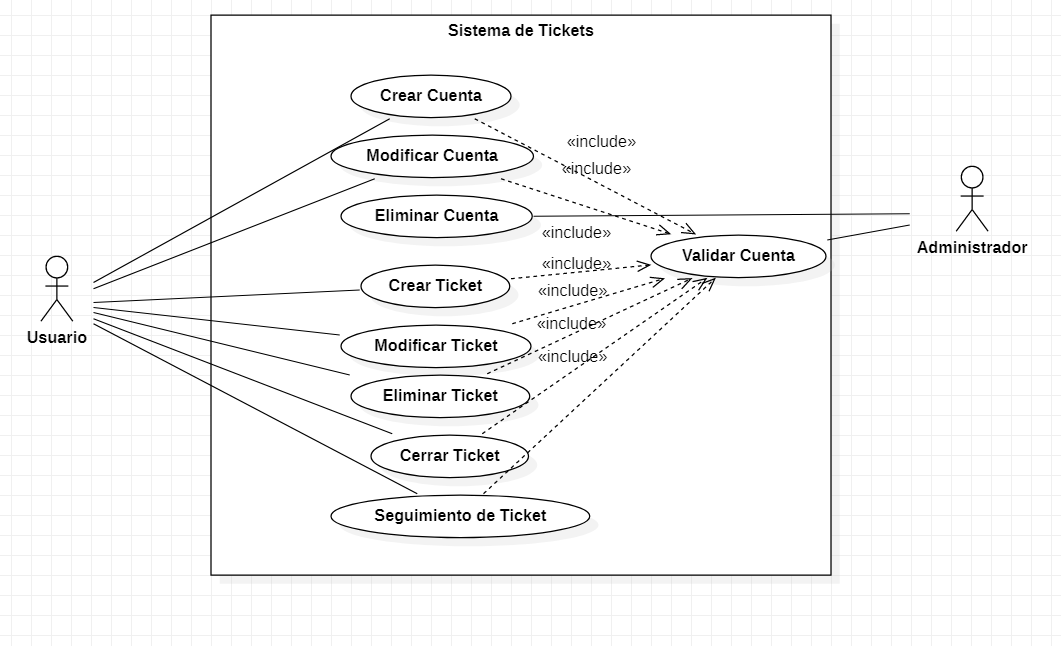 Sistema de Tickets
Crear Cuenta
«include»
Modificar Cuenta
«include»
Eliminar Cuenta
«include»
Administrador
Validar Cuenta
«include»
Crear Ticket
«include»
Usuario
«include»
Modificar Ticket
«include»
Eliminar Ticket
Cerrar Ticket
Seguimiento de Ticket